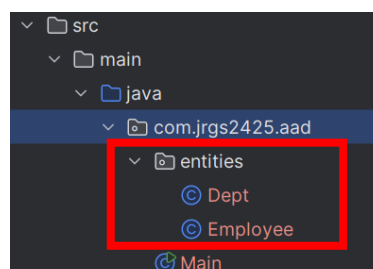 src
main
java
com.jrgs2425.aad
entities
Dept
Employee
Main